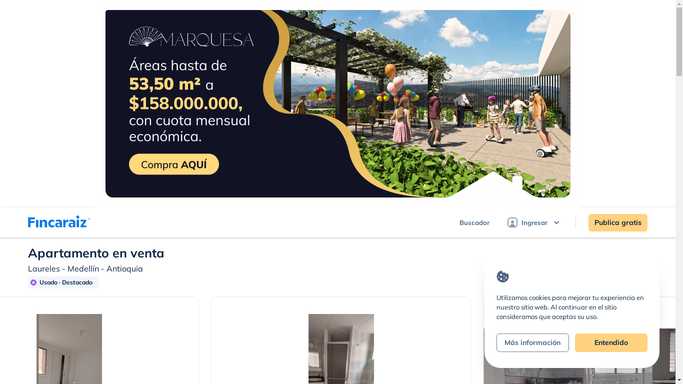 MARQUESA
Áreas hasta de
53,50 m² a
$158.000.000,
con cuota mensual
económica.
Compra AQUÍ
Fincaraiz
Buscador
Ingresar
Publica gratis
Apartamento en venta
Laureles - Medellín - Antioquia
Usado · Destacado
Utilizamos cookies para mejorar tu experiencia en
nuestro sitio web. Al continuar en el sitio
consideramos que aceptas su uso.
Más información
Entendido